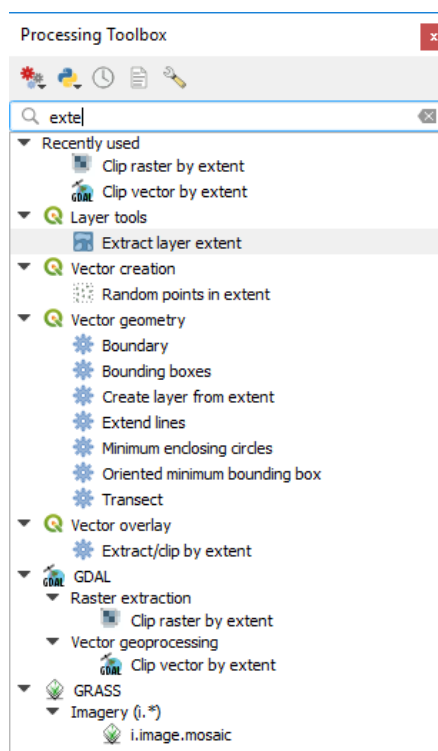 Processing Toolbox
x
exte
Recently used
Clip raster by extent
GDAL Clip vector by extent
Layer tools
Extract layer extent
Vector creation
Random points in extent
Vector geometry
Boundary
Bounding boxes
Create layer from extent
Extend lines
Minimum enclosing circles
Oriented minimum bounding box
Transect
Vector overlay
Extract/clip by extent
GDAL GDAL
Raster extraction
Clip raster by extent
Vector geoprocessing
GDAL Clip vector by extent
GRASS
Imagery (i.*)
i.image.mosaic